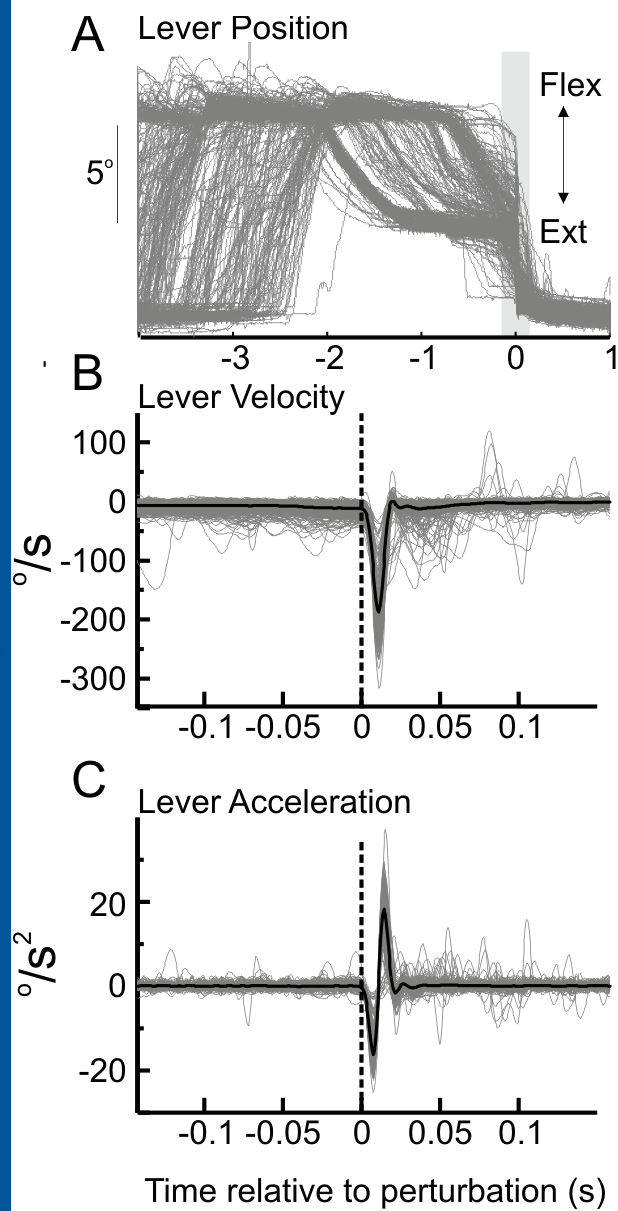 A Lever Position
Flex
5°
Ext
-3 -2 -1 0 1
- B
Lever Velocity
100
0
-100
-200
-300
°/s
-0.1 -0.05 0 0.05 0.1
C
Lever Acceleration
20
0
-20
°/s²
-0.1 -0.05 0 0.05 0.1
Time relative to perturbation (s)